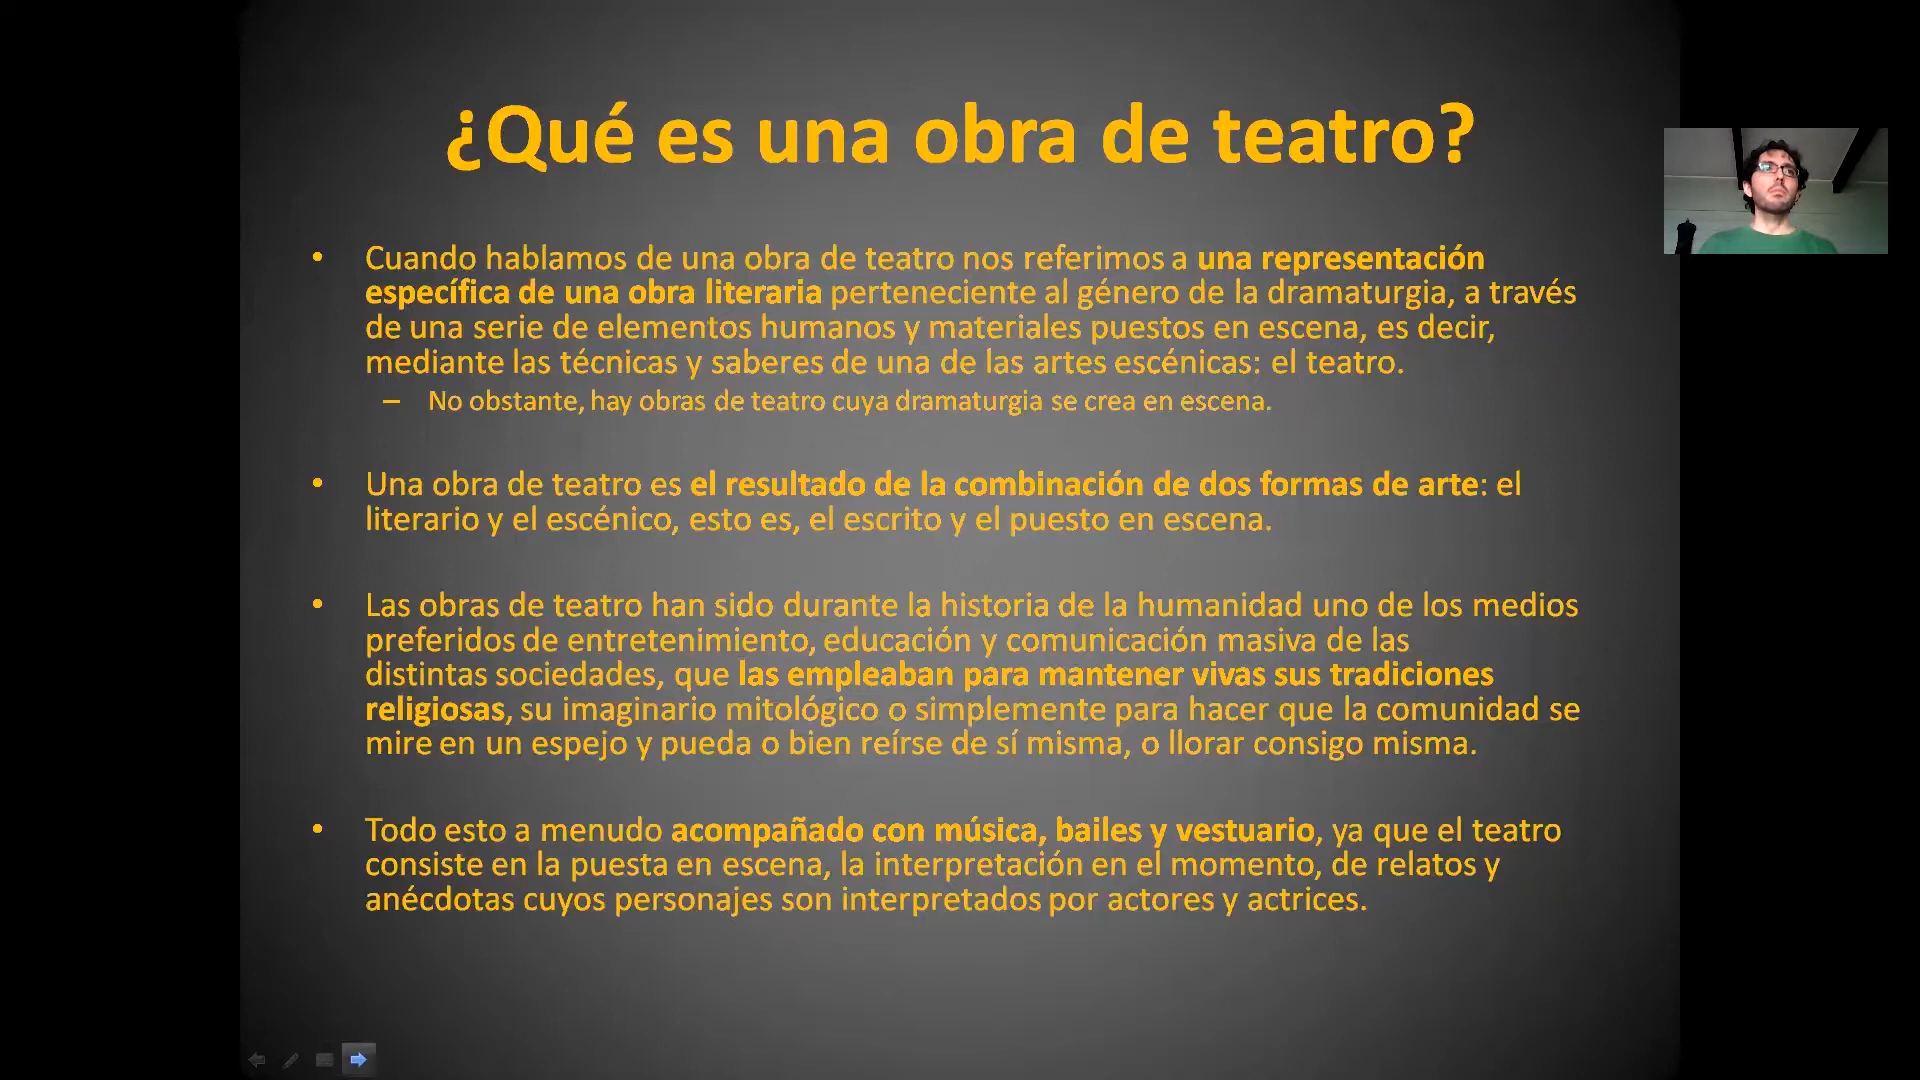 ¿Qué es una obra de teatro?
• Cuando hablamos de una obra de teatro nos referimos a una representación
específica de una obra literaria perteneciente al género de la dramaturgia, a través
de una serie de elementos humanos y materiales puestos en escena, es decir,
mediante las técnicas y saberes de una de las artes escénicas: el teatro.
– No obstante, hay obras de teatro cuya dramaturgia se crea en escena.
• Una obra de teatro es el resultado de la combinación de dos formas de arte: el
literario y el escénico, esto es, el escrito y el puesto en escena.
• Las obras de teatro han sido durante la historia de la humanidad uno de los medios
preferidos de entretenimiento, educación y comunicación masiva de las
distintas sociedades, que las empleaban para mantener vivas sus tradiciones
religiosas, su imaginario mitológico o simplemente para hacer que la comunidad se
mire en un espejo y pueda o bien reírse de sí misma, o llorar consigo misma.
• Todo esto a menudo acompañado con música, bailes y vestuario, ya que el teatro
consiste en la puesta en escena, la interpretación en el momento, de relatos y
anécdotas cuyos personajes son interpretados por actores y actrices.